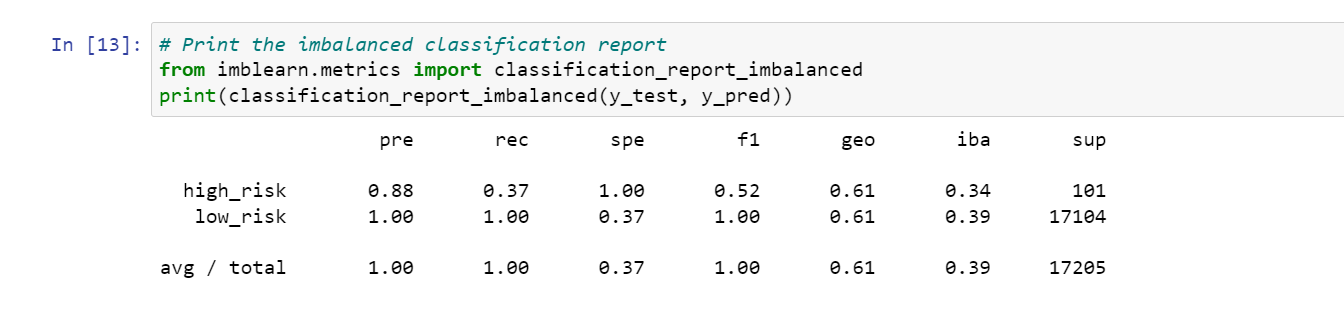 In [13]: # Print the imbalanced classification report
from imblearn.metrics import classification_report_imbalanced
print(classification_report_imbalanced(y_test, y_pred))
pre rec spe f1 geo iba sup
high_risk 0.88 0.37 1.00 0.52 0.61 0.34 101
low_risk 1.00 1.00 0.37 1.00 0.61 0.39 17104
avg / total 1.00 1.00 0.37 1.00 0.61 0.39 17205